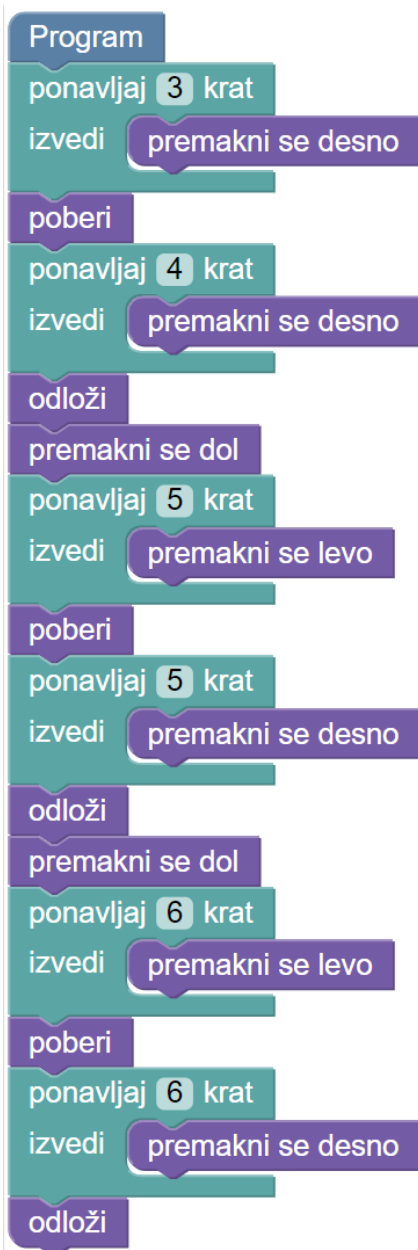 Program
ponavljaj 3 krat
izvedi premakni se desno
poberi
ponavljaj 4 krat
izvedi premakni se desno
odloži
premakni se dol
ponavljaj 5 krat
izvedi premakni se levo
poberi
ponavljaj 5 krat
izvedi premakni se desno
odloži
premakni se dol
ponavljaj 6 krat
izvedi premakni se levo
poberi
ponavljaj 6 krat
izvedi premakni se desno
odloži